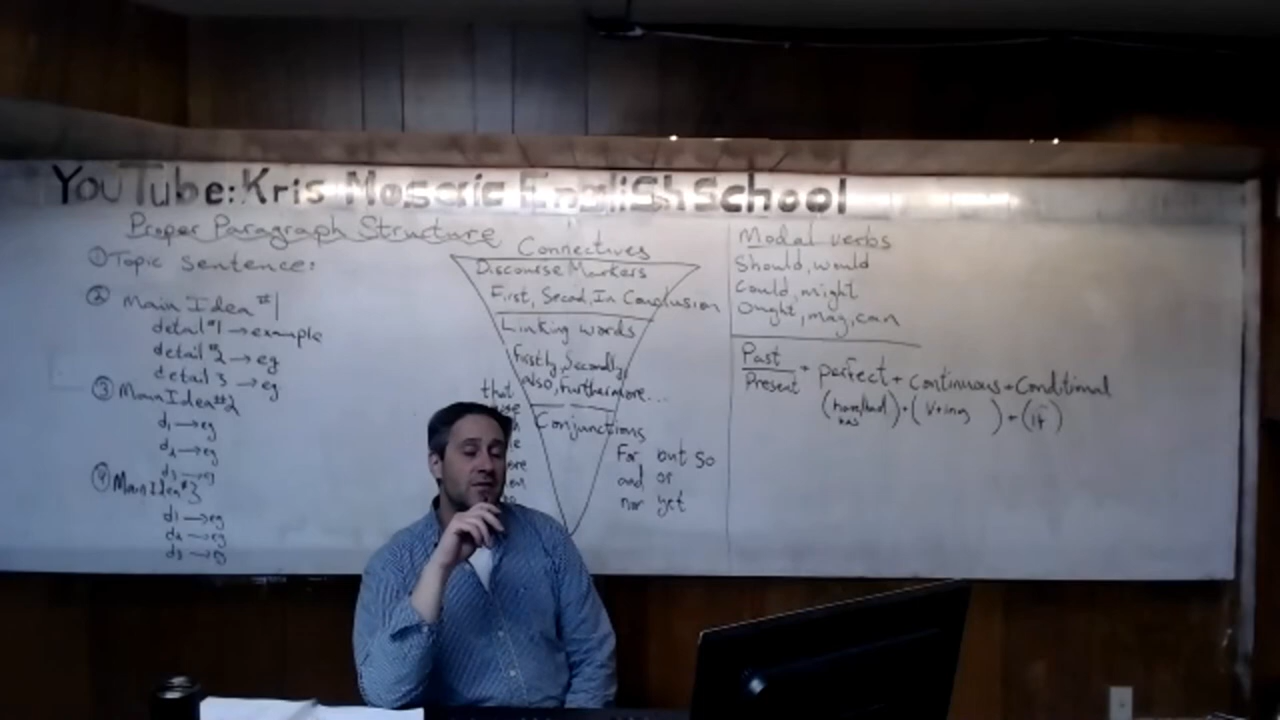 YouTube: Kris Mosaic English School
Proper Paragraph Structure
① Topic sentence:
② Main Idea #1
detail #1 → example
detail #2 → eg
detail 3 → eg
③ Main Idea #2
d₁ → eg
d₂ → eg
d₃ → eg
④ Main Idea #3
d₁ → eg
d₂ → eg
d₃ → eg
Connectives
Discourse Markers
First, Secod, In Conclusion
Linking words
Firstly, Secondly,
also, Furthermore...
that
Conjunctions
For but so
and or
nor yet
Modal verbs
Should, would
Could, might
Ought, may, can
Past
Present
+ perfect + continuous + Conditional
(have/had) + (V+ing ) + (if)
has